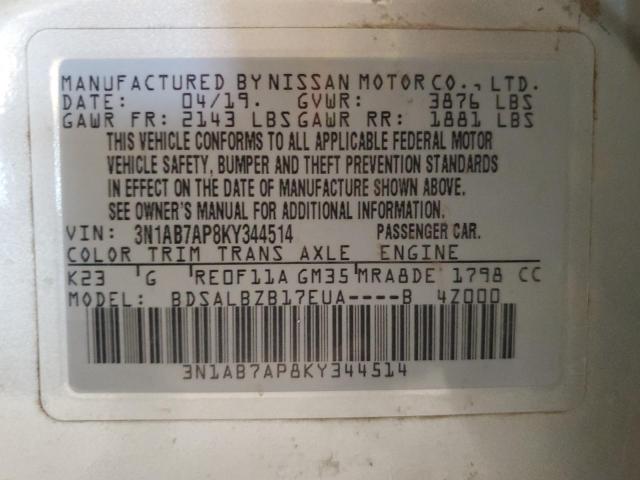 MANUFACTURED BY NISSAN MOTOR CO., LTD.
DATE: 04/19. GVWR: 3876 LBS
GAWR FR: 2143 LBS GAWR RR: 1881 LBS
THIS VEHICLE CONFORMS TO ALL APPLICABLE FEDERAL MOTOR
VEHICLE SAFETY, BUMPER AND THEFT PREVENTION STANDARDS
IN EFFECT ON THE DATE OF MANUFACTURE SHOWN ABOVE.
SEE OWNER'S MANUAL FOR ADDITIONAL INFORMATION.
VIN: 3N1AB7AP8KY344514 PASSENGER CAR.
COLOR TRIM TRANS AXLE ENGINE
K23 G RE0F11A GM35 MRA8DE 1798 CC
MODEL: BDSALBZB17EUA----B 4Z000
3N1AB7AP8KY344514